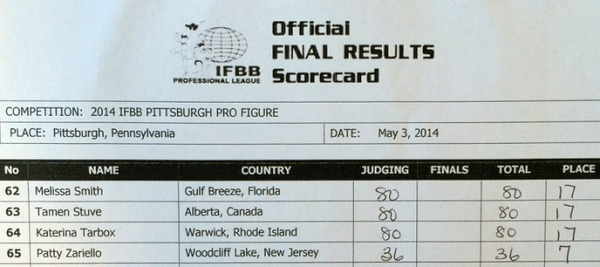 Official
FINAL RESULTS
Scorecard
IFBB
PROFESSIONAL LEAGUE
COMPETITION: 2014 IFBB PITTSBURGH PRO FIGURE
PLACE: Pittsburgh, Pennsylvania DATE: May 3, 2014
No NAME COUNTRY JUDGING FINALS TOTAL PLACE
62 Melissa Smith Gulf Breeze, Florida 80 80 17
63 Tamen Stuve Alberta, Canada 80 80 17
64 Katerina Tarbox Warwick, Rhode Island 80 80 17
65 Patty Zariello Woodcliff Lake, New Jersey 36 36 7